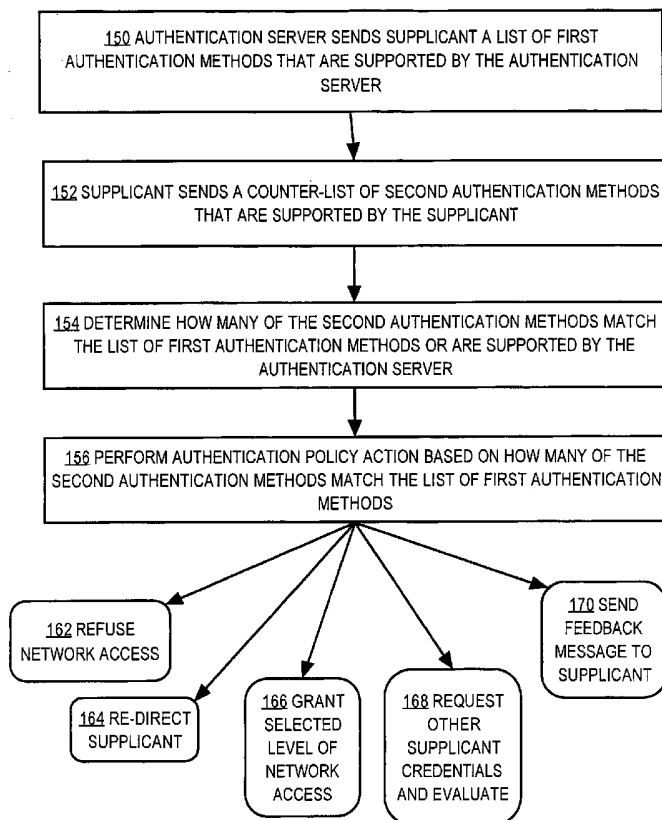 150 AUTHENTICATION SERVER SENDS SUPPLICANT A LIST OF FIRST
AUTHENTICATION METHODS THAT ARE SUPPORTED BY THE AUTHENTICATION
SERVER
152 SUPPLICANT SENDS A COUNTER-LIST OF SECOND AUTHENTICATION METHODS
THAT ARE SUPPORTED BY THE SUPPLICANT
154 DETERMINE HOW MANY OF THE SECOND AUTHENTICATION METHODS MATCH
THE LIST OF FIRST AUTHENTICATION METHODS OR ARE SUPPORTED BY THE
AUTHENTICATION SERVER
156 PERFORM AUTHENTICATION POLICY ACTION BASED ON HOW MANY OF THE
SECOND AUTHENTICATION METHODS MATCH THE LIST OF FIRST AUTHENTICATION
METHODS
162 REFUSE
NETWORK ACCESS
164 RE-DIRECT
SUPPLICANT
166 GRANT
SELECTED
LEVEL OF
NETWORK
ACCESS
168 REQUEST
OTHER
SUPPLICANT
CREDENTIALS
AND EVALUATE
170 SEND
FEEDBACK
MESSAGE TO
SUPPLICANT